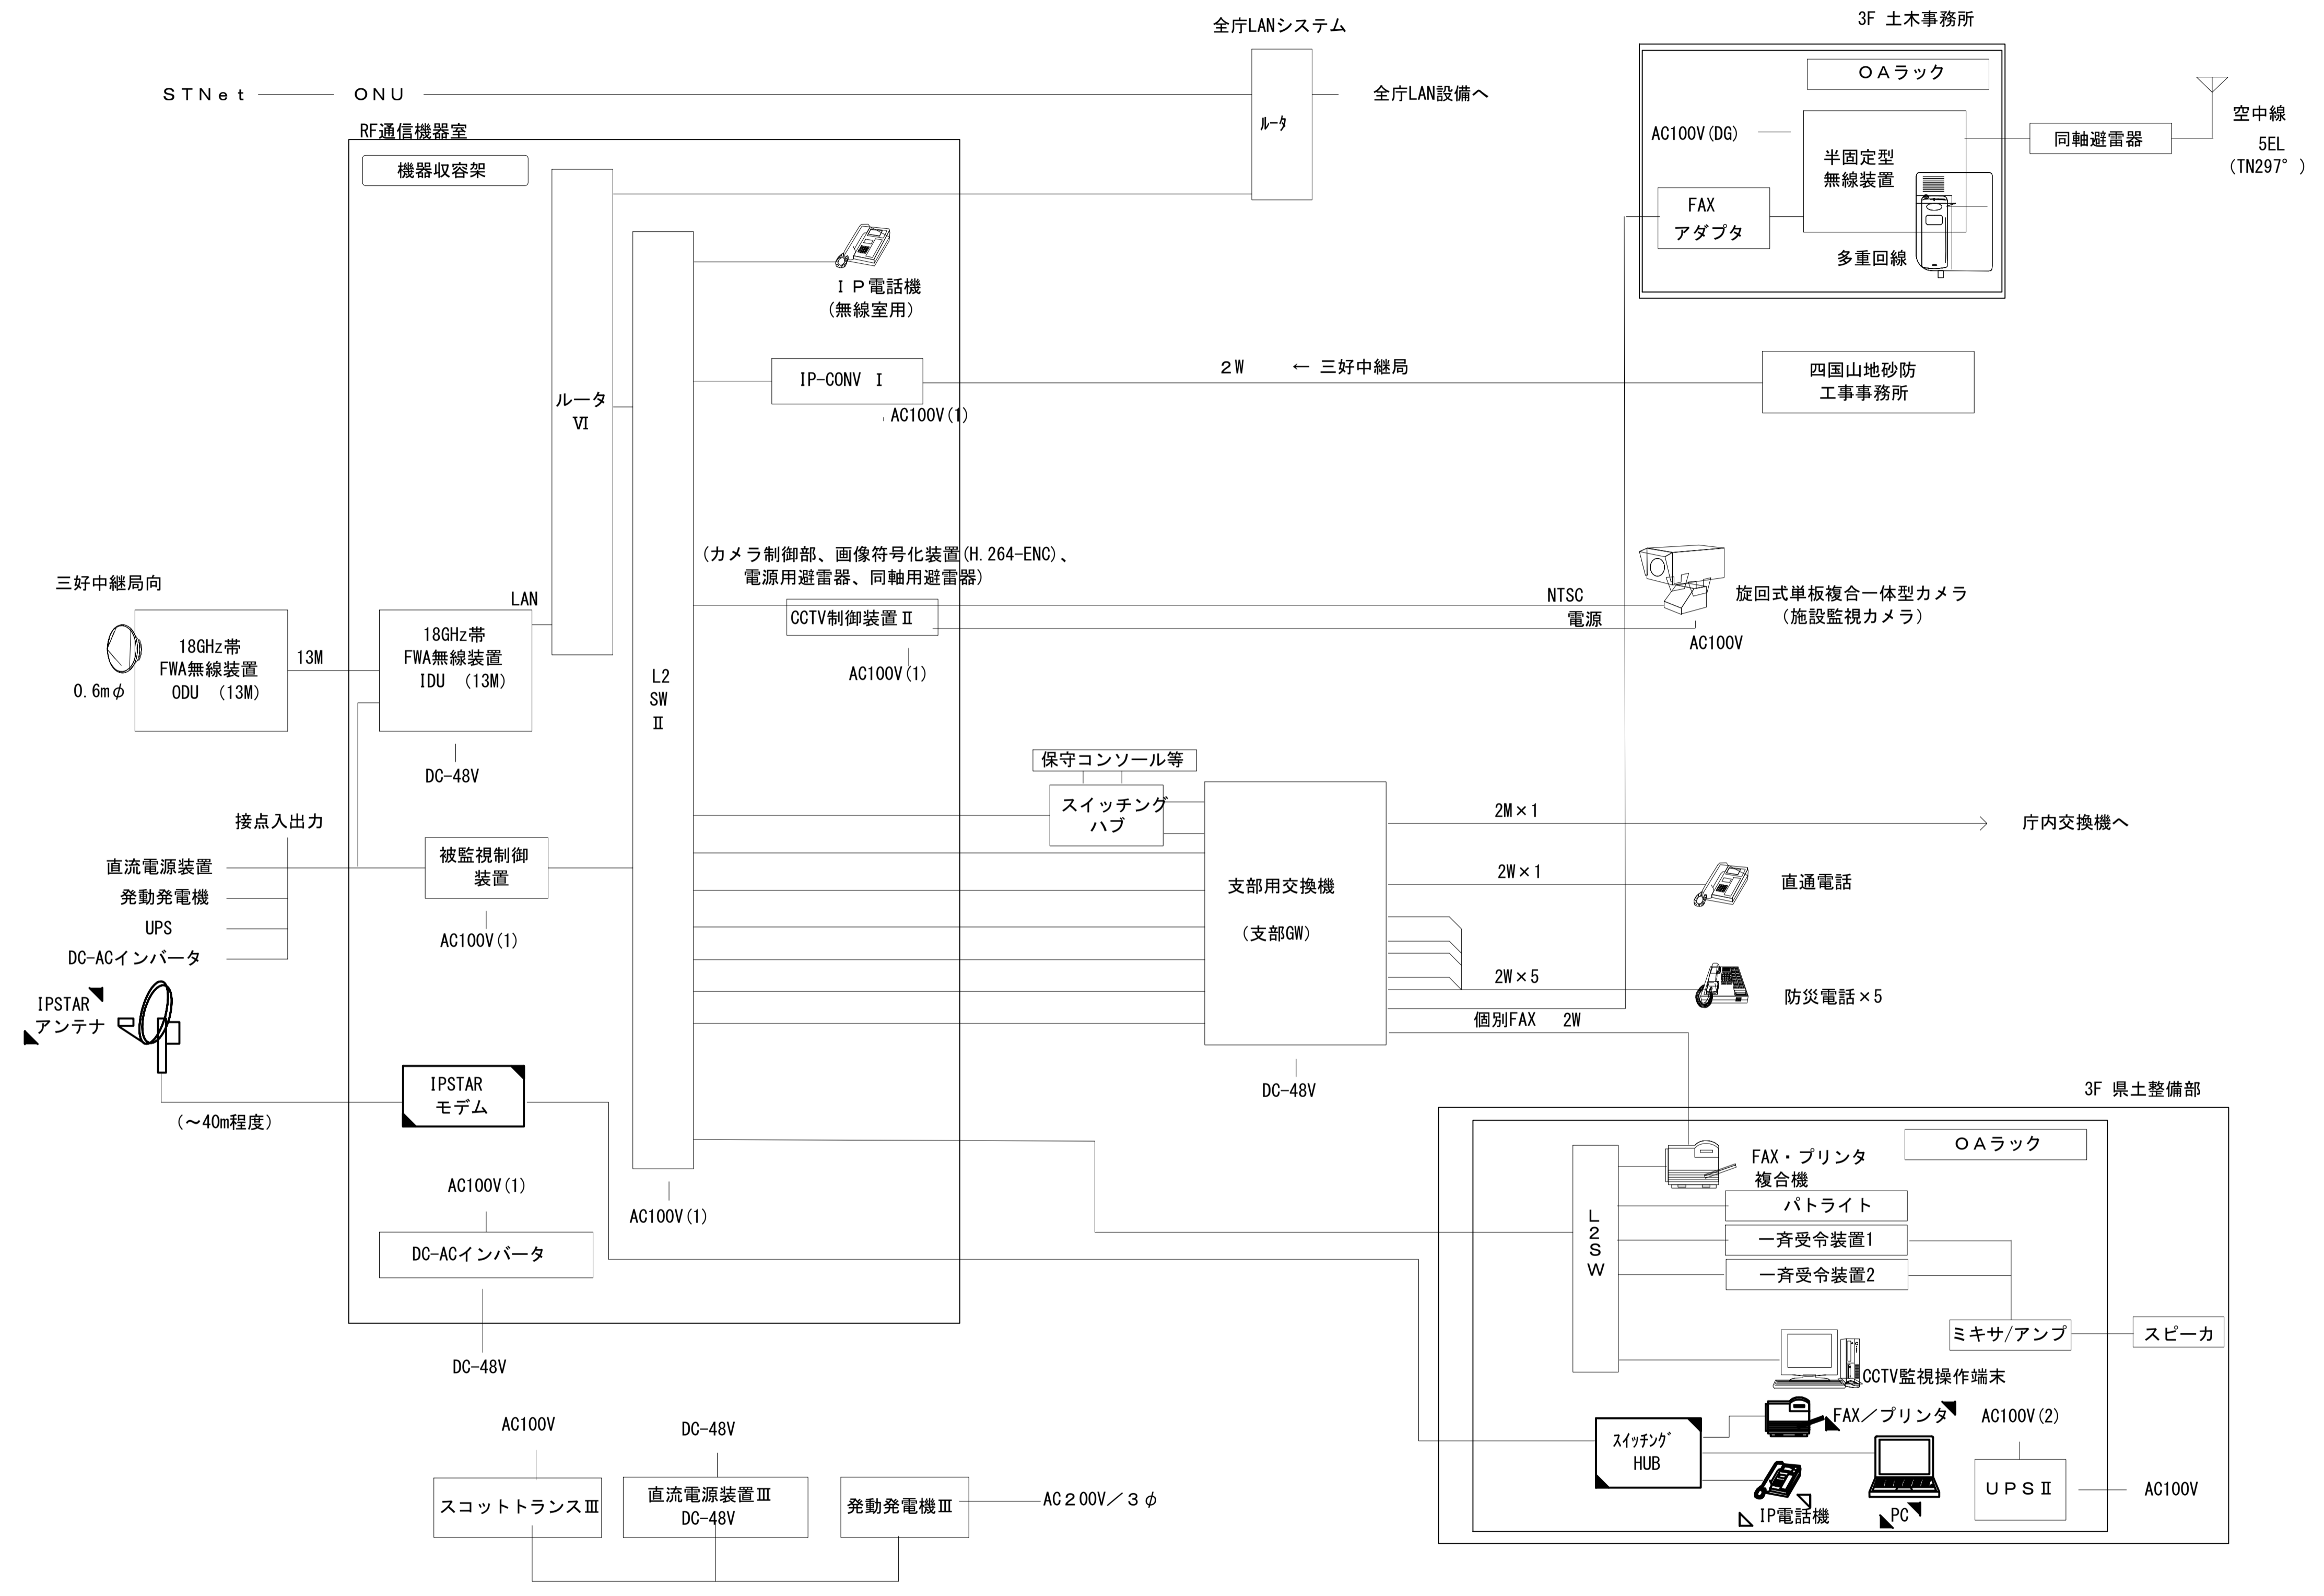 全庁LANシステム
3F 土木事務所
STNet
ONU
ルータ
全庁LAN設備へ
OAラック
AC100V(DG)
半固定型
無線装置
FAX
アダプタ
多重回線
同軸避雷器
空中線
5EL
(TN297°)
RF通信機器室
機器収容架
ルータ
Ⅵ
IP電話機
(無線室用)
IP-CONV Ⅰ
AC100V(1)
2W ← 三好中継局
四国山地砂防
工事事務所
(カメラ制御部、画像符号化装置(H.264-ENC)、
電源用避雷器、同軸用避雷器)
CCTV制御装置Ⅱ
AC100V(1)
NTSC
電源
旋回式単板複合一体型カメラ
(施設監視カメラ)
AC100V
三好中継局向
0.6mφ
18GHz帯
FWA無線装置
ODU (13M)
13M
18GHz帯
FWA無線装置
IDU (13M)
LAN
DC-48V
L2
SW
Ⅱ
AC100V(1)
保守コンソール等
スイッチング
ハブ
支部用交換機
(支部GW)
DC-48V
2M×1
庁内交換機へ
2W×1
直通電話
2W×5
防災電話×5
個別FAX 2W
接点入出力
直流電源装置
発動発電機
UPS
DC-ACインバータ
被監視制御
装置
AC100V(1)
IPSTAR
アンテナ
(～40m程度)
IPSTAR
モデム
AC100V(1)
DC-ACインバータ
DC-48V
3F 県土整備部
OAラック
L
2
S
W
FAX・プリンタ
複合機
パトライト
一斉受令装置1
一斉受令装置2
ミキサ/アンプ
スピーカ
CCTV監視操作端末
スイッチング
HUB
FAX／プリンタ
IP電話機
PC
AC100V(2)
UPSⅡ
AC100V
AC100V
スコットトランスⅢ
DC-48V
直流電源装置Ⅲ
DC-48V
発動発電機Ⅲ
AC200V／3φ